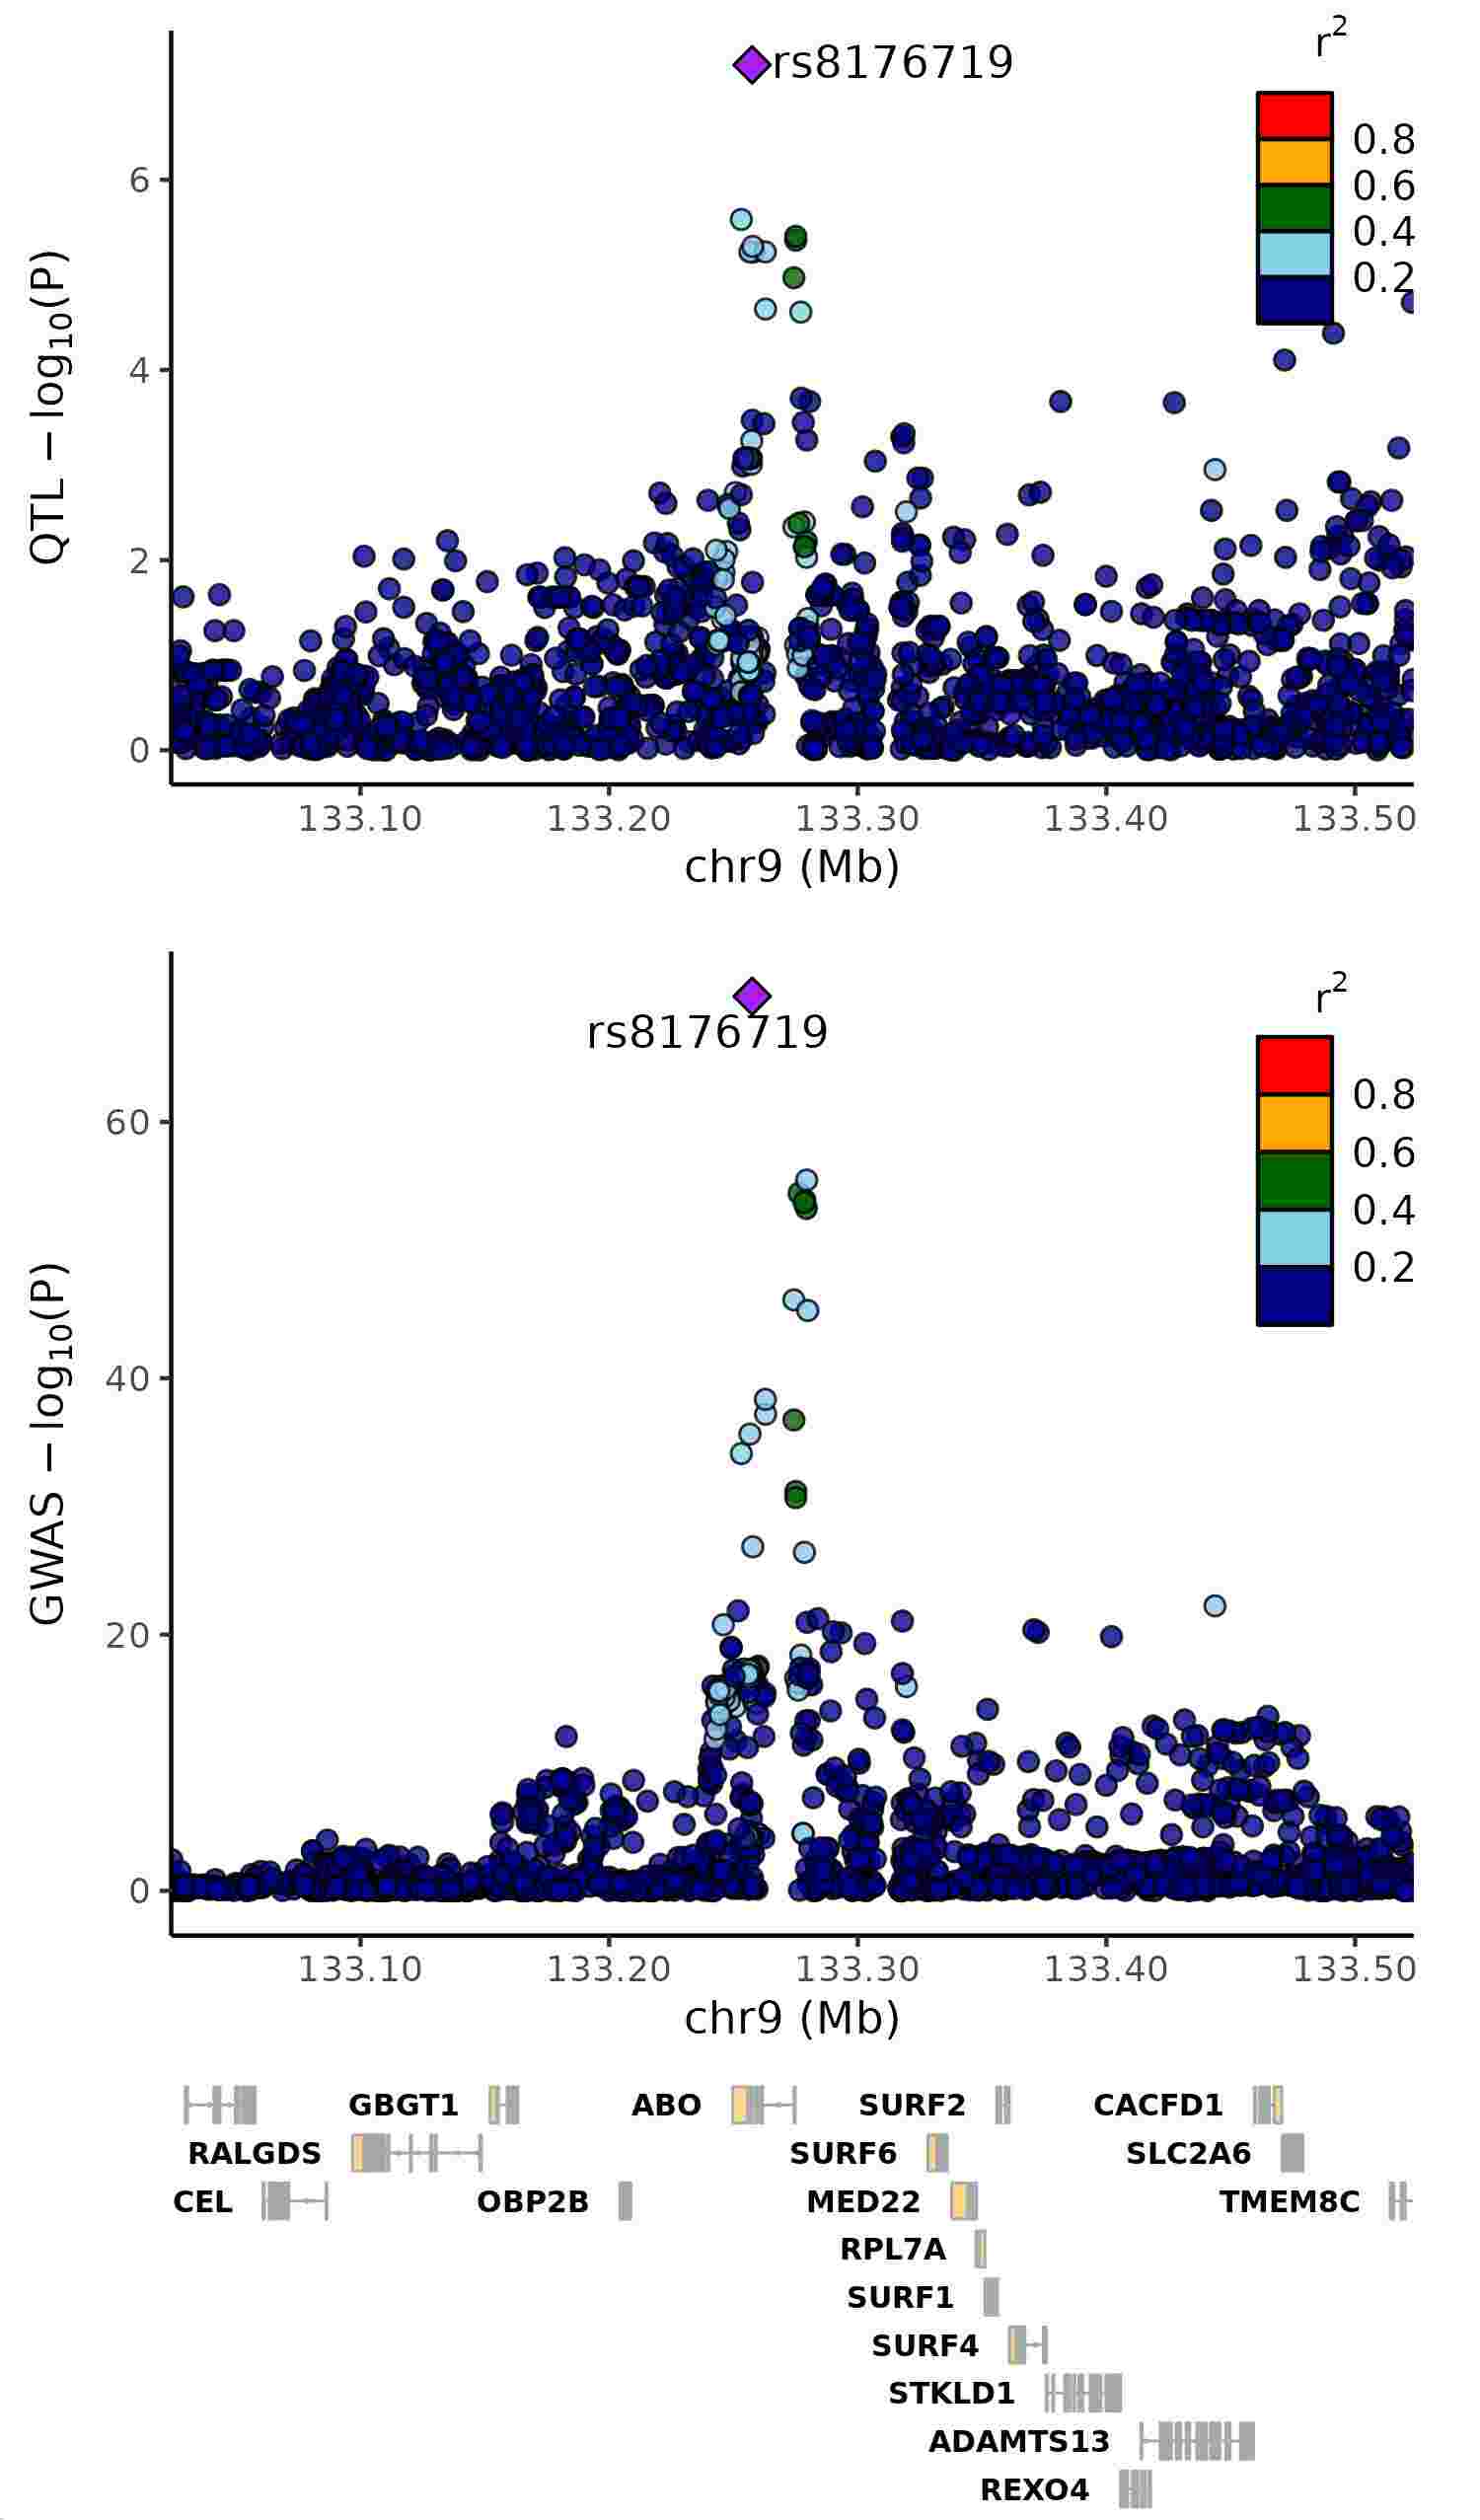 r2
rs8176719
0.8
0.6
0.4
0.2
6
4
2
0
QTL −log10(P)
133.10 133.20 133.30 133.40 133.50
chr9 (Mb)
r2
rs8176719
0.8
0.6
0.4
0.2
60
40
20
0
GWAS −log10(P)
133.10 133.20 133.30 133.40 133.50
chr9 (Mb)
GBGT1 ABO SURF2 CACFD1
RALGDS SURF6 SLC2A6
CEL OBP2B MED22 TMEM8C
RPL7A
SURF1
SURF4
STKLD1
ADAMTS13
REXO4